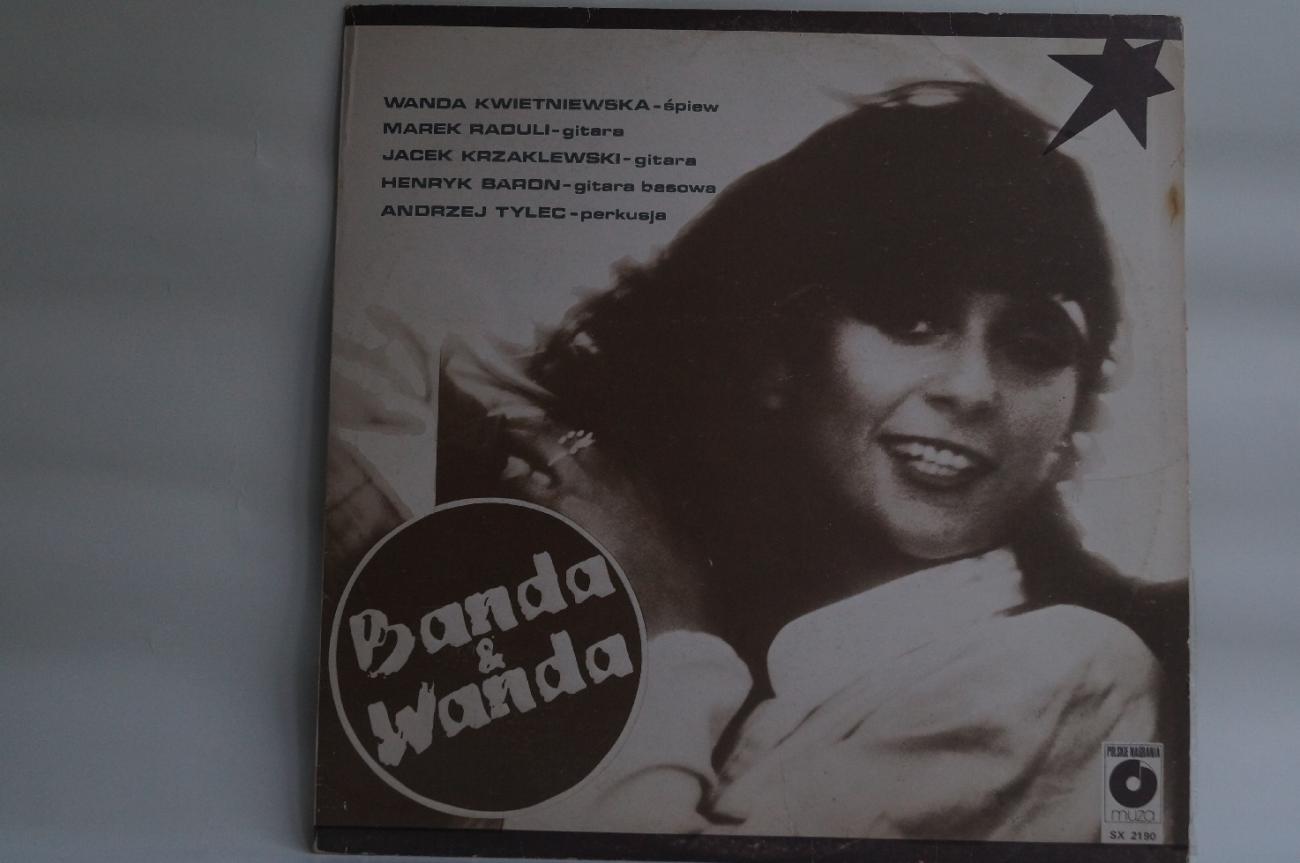 WANDA KWIETNIEWSKA-śpiew
MAREK RADULI-gitara
JACEK KRZAKLEWSKI-gitara
HENRYK BARON-gitara basowa
ANDRZEJ TYLEC-perkusja
Banda
&
Wanda
POLSKIE NAGRANIA
muza
SX 2190